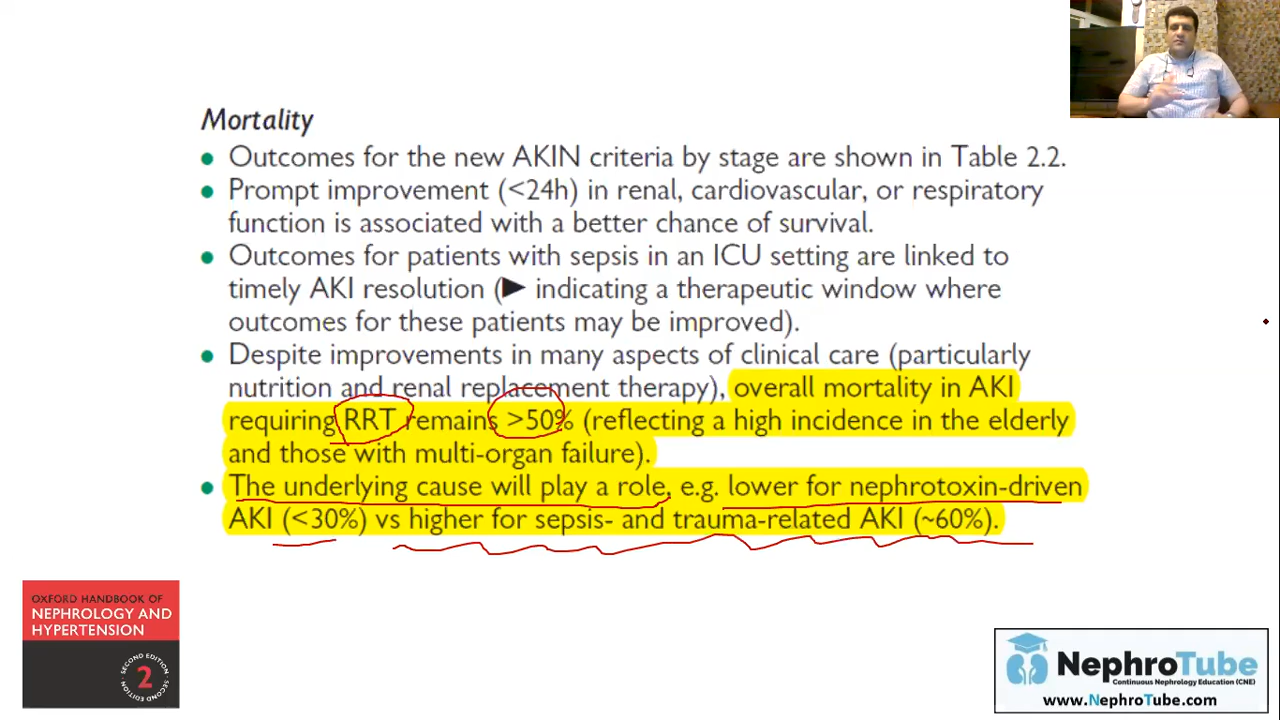 Mortality
• Outcomes for the new AKIN criteria by stage are shown in Table 2.2.
• Prompt improvement (<24h) in renal, cardiovascular, or respiratory
function is associated with a better chance of survival.
• Outcomes for patients with sepsis in an ICU setting are linked to
timely AKI resolution (▶ indicating a therapeutic window where
outcomes for these patients may be improved).
• Despite improvements in many aspects of clinical care (particularly
nutrition and renal replacement therapy), overall mortality in AKI
requiring RRT remains >50% (reflecting a high incidence in the elderly
and those with multi-organ failure).
• The underlying cause will play a role, e.g. lower for nephrotoxin-driven
AKI (<30%) vs higher for sepsis- and trauma-related AKI (~60%).
OXFORD HANDBOOK OF
NEPHROLOGY AND
HYPERTENSION
SECOND EDITION
2
SECOND EDITION
NephroTube
Continuous Nephrology Education (CNE)
www.NephroTube.com